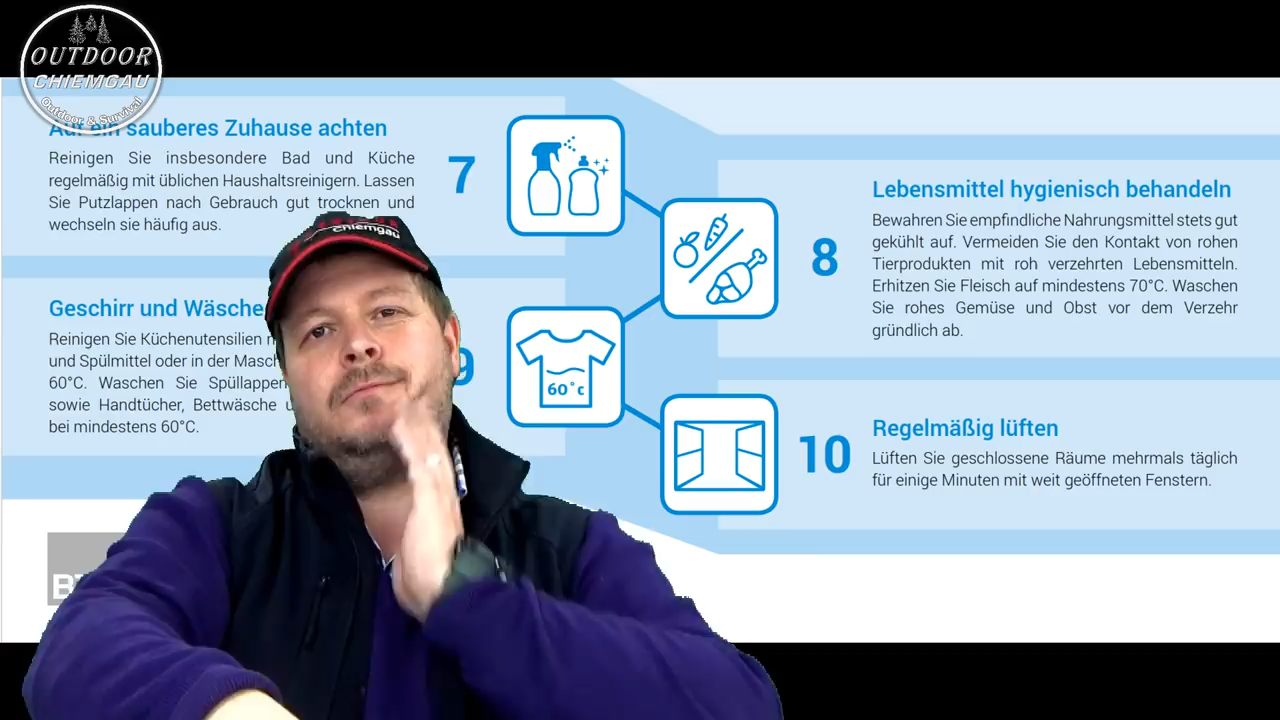 OUTDOOR
CHIEMGAU
Outdoor & Survival
Auf ein sauberes Zuhause achten
Reinigen Sie insbesondere Bad und Küche
regelmäßig mit üblichen Haushaltsreinigern. Lassen
Sie Putzlappen nach Gebrauch gut trocknen und
wechseln sie häufig aus.
7
Lebensmittel hygienisch behandeln
Bewahren Sie empfindliche Nahrungsmittel stets gut
gekühlt auf. Vermeiden Sie den Kontakt von rohen
Tierprodukten mit roh verzehrten Lebensmitteln.
Erhitzen Sie Fleisch auf mindestens 70°C. Waschen
Sie rohes Gemüse und Obst vor dem Verzehr
gründlich ab.
8
Chiemgau
Geschirr und Wäsche
Reinigen Sie Küchenutensilien
und Spülmittel oder in der Masch
60°C. Waschen Sie Spüllappen
sowie Handtücher, Bettwäsche
bei mindestens 60°C.
9
60°c
10
Regelmäßig lüften
Lüften Sie geschlossene Räume mehrmals täglich
für einige Minuten mit weit geöffneten Fenstern.